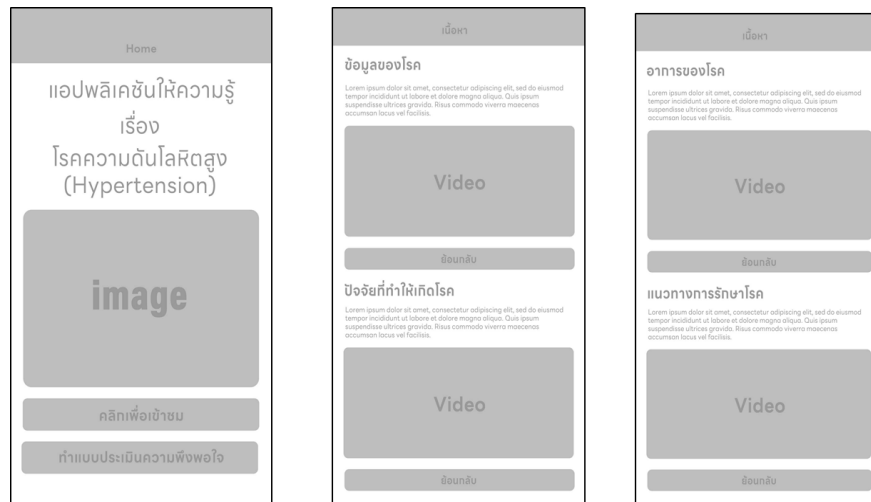 Home
แอปพลิเคชันให้ความรู้
เรื่อง
โรคความดันโลหิตสูง
(Hypertension)
image
คลิกเพื่อเข้าชม
ทำแบบประเมินความพึงพอใจ
เนื้อหา
ข้อมูลของโรค
Lorem ipsum dolor sit amet, consectetur adipiscing elit, sed do eiusmod
tempor incididunt ut labore et dolore magna aliqua. Quis ipsum
suspendisse ultrices gravida. Risus commodo viverra maecenas
accumsan lacus vel facilisis.
Video
ย้อนกลับ
ปัจจัยที่ทำให้เกิดโรค
Lorem ipsum dolor sit amet, consectetur adipiscing elit, sed do eiusmod
tempor incididunt ut labore et dolore magna aliqua. Quis ipsum
suspendisse ultrices gravida. Risus commodo viverra maecenas
accumsan lacus vel facilisis.
Video
ย้อนกลับ
เนื้อหา
อาการของโรค
Lorem ipsum dolor sit amet, consectetur adipiscing elit, sed do eiusmod
tempor incididunt ut labore et dolore magna aliqua. Quis ipsum
suspendisse ultrices gravida. Risus commodo viverra maecenas
accumsan lacus vel facilisis.
Video
ย้อนกลับ
แนวทางการรักษาโรค
Lorem ipsum dolor sit amet, consectetur adipiscing elit, sed do eiusmod
tempor incididunt ut labore et dolore magna aliqua. Quis ipsum
suspendisse ultrices gravida. Risus commodo viverra maecenas
accumsan lacus vel facilisis.
Video
ย้อนกลับ